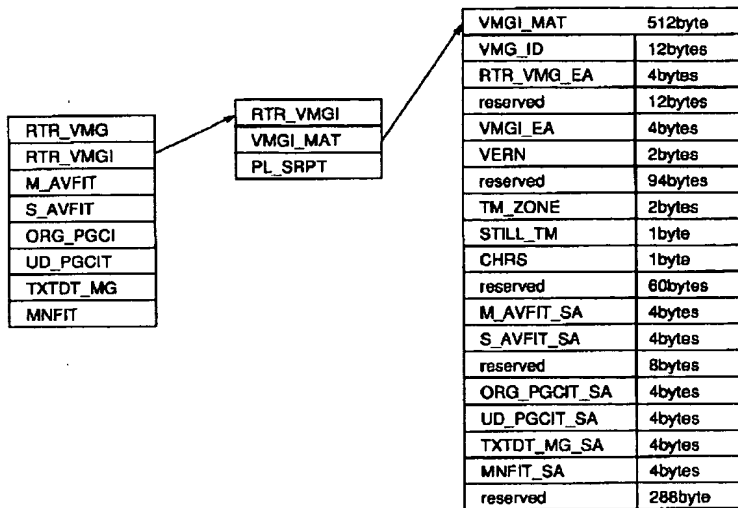 RTR_VMG
RTR_VMGI
M_AVFIT
S_AVFIT
ORG_PGCI
UD_PGCIT
TXTDT_MG
MNFIT
RTR_VMGI
VMGI_MAT
PL_SRPT
VMGI_MAT 512byte
VMG_ID 12bytes
RTR_VMG_EA 4bytes
reserved 12bytes
VMGI_EA 4bytes
VERN 2bytes
reserved 94bytes
TM_ZONE 2bytes
STILL_TM 1byte
CHRS 1byte
reserved 60bytes
M_AVFIT_SA 4bytes
S_AVFIT_SA 4bytes
reserved 8bytes
ORG_PGCIT_SA 4bytes
UD_PGCIT_SA 4bytes
TXTDT_MG_SA 4bytes
MNFIT_SA 4bytes
reserved 288byte